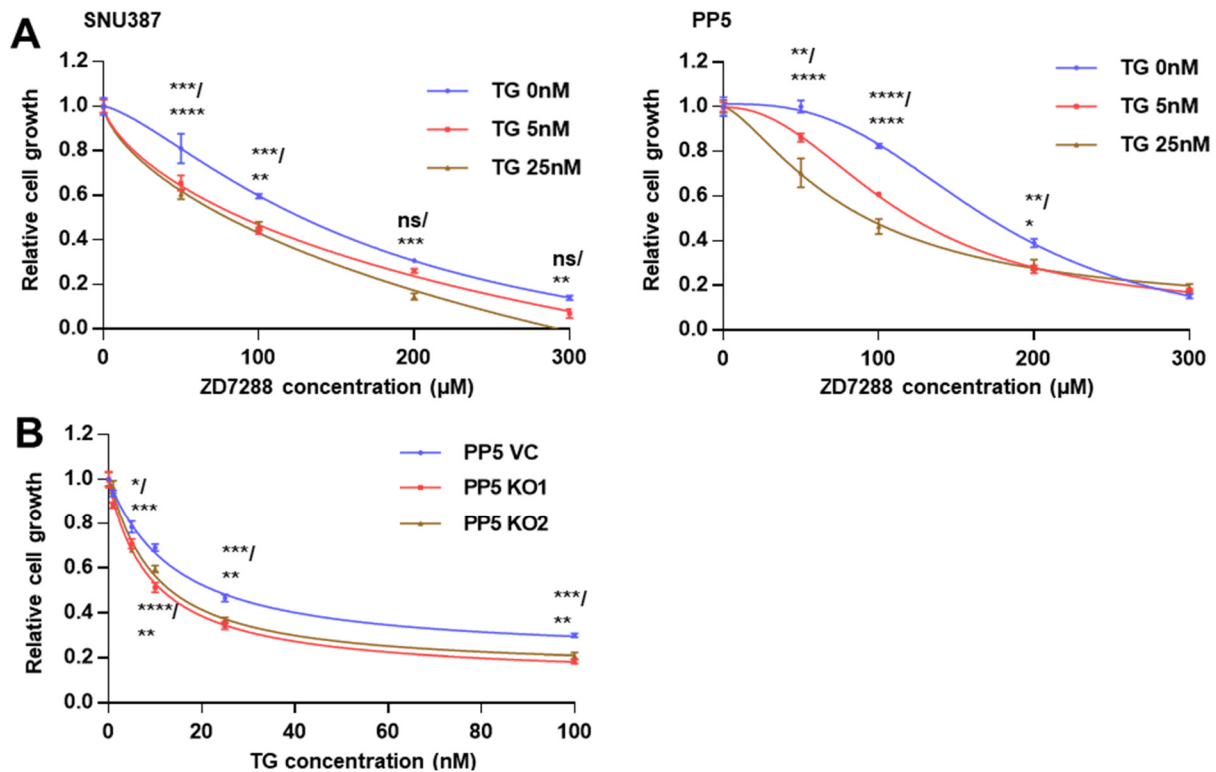 A
SNU387
1.2
1.0
0.8
0.6
0.4
0.2
0.0
Relative cell growth
***/
****
***/
**
ns/
***
ns/
**
TG 0nM
TG 5nM
TG 25nM
0
100
200
300
ZD7288 concentration (µM)
PP5
1.2
1.0
0.8
0.6
0.4
0.2
0.0
Relative cell growth
**/
****
****/
****
**/
*
TG 0nM
TG 5nM
TG 25nM
0
100
200
300
ZD7288 concentration (µM)
B
1.2
1.0
0.8
0.6
0.4
0.2
0.0
Relative cell growth
*/
***
****/
**
***/
**
***/
**
PP5 VC
PP5 KO1
PP5 KO2
0
20
40
60
80
100
TG concentration (nM)